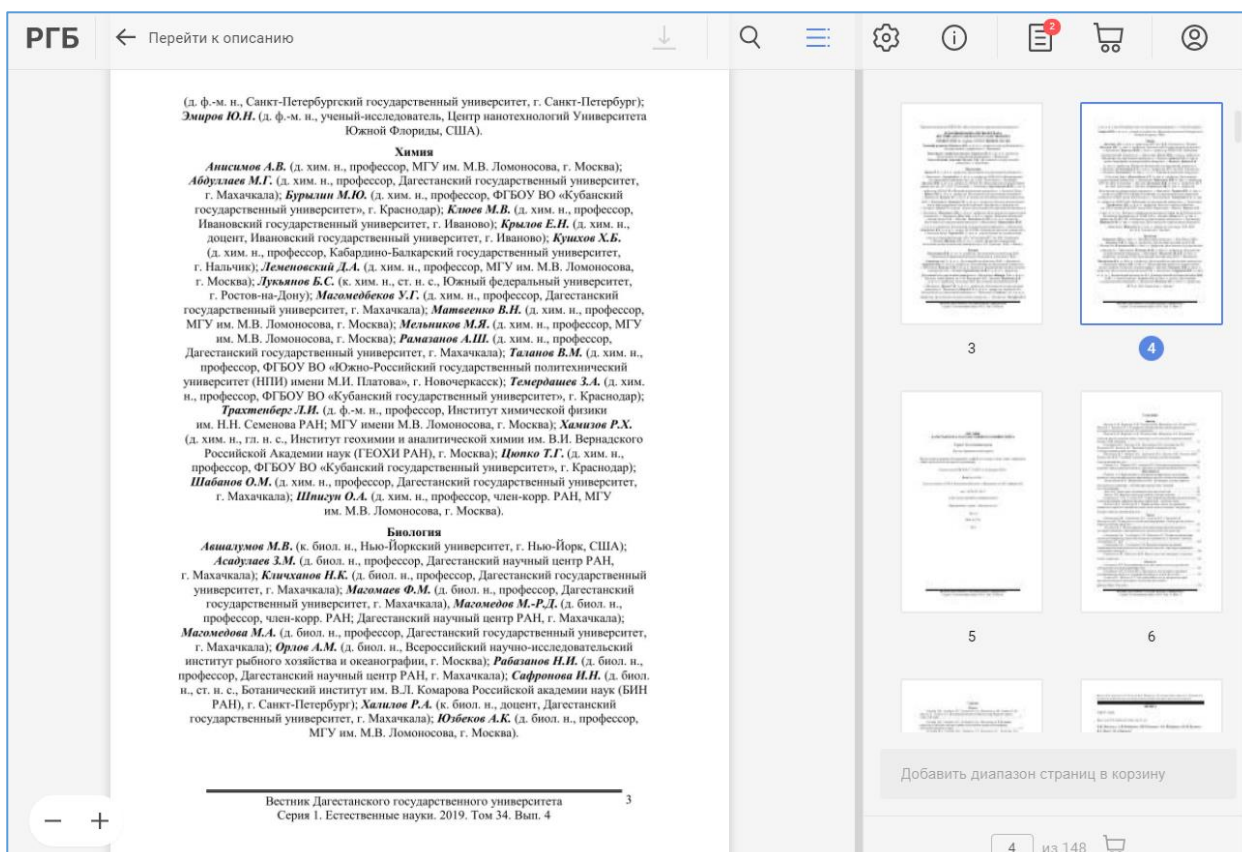 РГБ
Перейти к описанию
2
(д. ф.-м. н., Санкт-Петербургский государственный университет, г. Санкт-Петербург);
Эмиров Ю.Н. (д. ф.-м. н., ученый-исследователь, Центр нанотехнологий Университета
Южной Флориды, США).
Химия
Анисимов А.В. (д. хим. н., профессор, МГУ им. М.В. Ломоносова, г. Москва);
Абдуллаев М.Г. (д. хим. н., профессор, Дагестанский государственный университет,
г. Махачкала); Бурылин М.Ю. (д. хим. н., профессор, ФГБОУ ВО «Кубанский
государственный университет», г. Краснодар); Клюев М.В. (д. хим. н., профессор,
Ивановский государственный университет, г. Иваново); Крылов Е.Н. (д. хим. н.,
доцент, Ивановский государственный университет, г. Иваново); Кушхов Х.Б.
(д. хим. н., профессор, Кабардино-Балкарский государственный университет,
г. Нальчик); Леменовский Д.А. (д. хим. н., профессор, МГУ им. М.В. Ломоносова,
г. Москва); Лукьянов Б.С. (к. хим. н., ст. н. с., Южный федеральный университет,
г. Ростов-на-Дону); Магомедбеков У.Г. (д. хим. н., профессор, Дагестанский
государственный университет, г. Махачкала); Матвеенко В.Н. (д. хим. н., профессор,
МГУ им. М.В. Ломоносова, г. Москва); Мельников М.Я. (д. хим. н., профессор, МГУ
им. М.В. Ломоносова, г. Москва); Рамазанов А.Ш. (д. хим. н., профессор,
Дагестанский государственный университет, г. Махачкала); Таланов В.М. (д. хим. н.,
профессор, ФГБОУ ВО «Южно-Российский государственный политехнический
университет (НПИ) имени М.И. Платова», г. Новочеркасск); Темердашев З.А. (д. хим.
н., профессор, ФГБОУ ВО «Кубанский государственный университет», г. Краснодар);
Трахтенберг Л.И. (д. ф.-м. н., профессор, Институт химической физики
им. Н.Н. Семенова РАН; МГУ имени М.В. Ломоносова, г. Москва); Хамизов Р.Х.
(д. хим. н., гл. н. с., Институт геохимии и аналитической химии им. В.И. Вернадского
Российской Академии наук (ГЕОХИ РАН), г. Москва); Цюпко Т.Г. (д. хим. н.,
профессор, ФГБОУ ВО «Кубанский государственный университет», г. Краснодар);
Шабанов О.М. (д. хим. н., профессор, Дагестанский государственный университет,
г. Махачкала); Шпигун О.А. (д. хим. н., профессор, член-корр. РАН, МГУ
им. М.В. Ломоносова, г. Москва).
Биология
Авшалумов М.В. (к. биол. н., Нью-Йоркский университет, г. Нью-Йорк, США);
Асадулаев З.М. (д. биол. н., профессор, Дагестанский научный центр РАН,
г. Махачкала); Кличханов Н.К. (д. биол. н., профессор, Дагестанский государственный
университет, г. Махачкала); Магомаев Ф.М. (д. биол. н., профессор, Дагестанский
государственный университет, г. Махачкала), Магомедов М.-Р.Д. (д. биол. н.,
профессор, член-корр. РАН; Дагестанский научный центр РАН, г. Махачкала);
Магомедова М.А. (д. биол. н., профессор, Дагестанский государственный университет,
г. Махачкала); Орлов А.М. (д. биол. н., Всероссийский научно-исследовательский
институт рыбного хозяйства и океанографии, г. Москва); Рабазанов Н.И. (д. биол. н.,
профессор, Дагестанский научный центр РАН, г. Махачкала); Сафронова И.Н. (д. биол.
н., ст. н. с., Ботанический институт им. В.Л. Комарова Российской академии наук (БИН
РАН), г. Санкт-Петербург); Халилов Р.А. (к. биол. н., доцент, Дагестанский
государственный университет, г. Махачкала); Юзбеков А.К. (д. биол. н., профессор,
МГУ им. М.В. Ломоносова, г. Москва).
Вестник Дагестанского государственного университета 3
Серия 1. Естественные науки. 2019. Том 34. Вып. 4
3
4
5
6
Добавить диапазон страниц в корзину
4 из 148